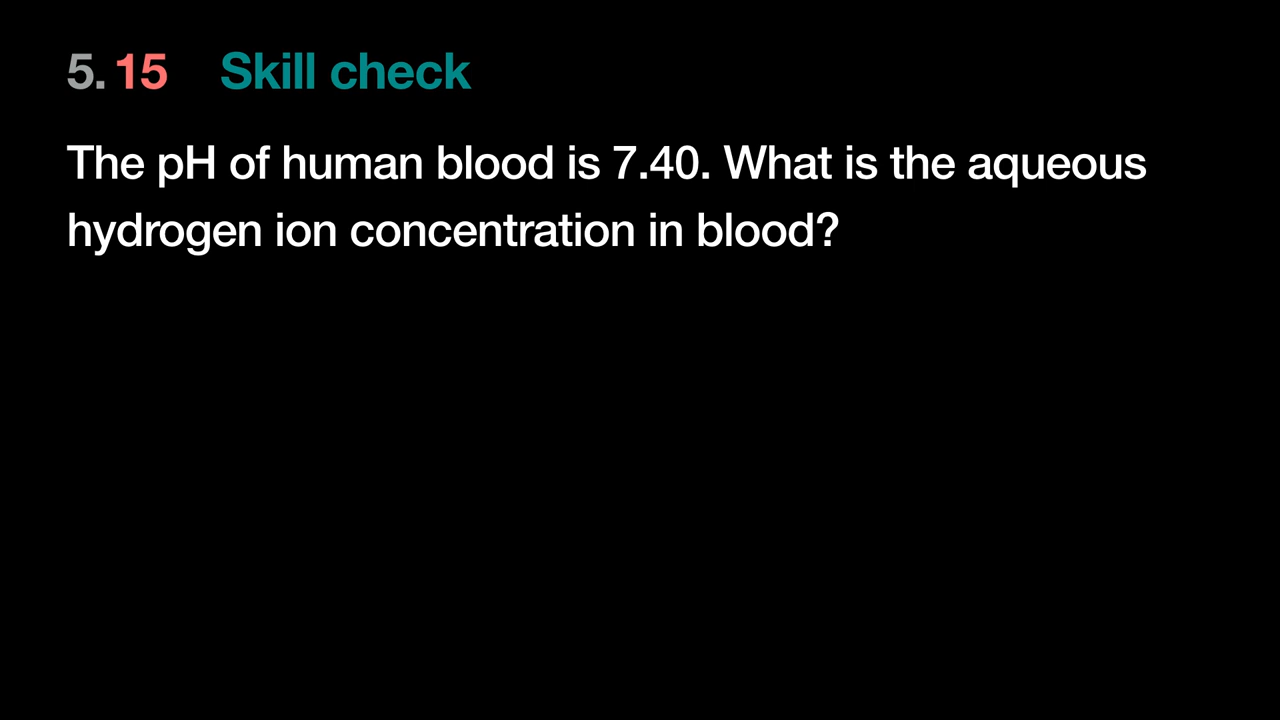 5.15 Skill check
The pH of human blood is 7.40. What is the aqueous
hydrogen ion concentration in blood?